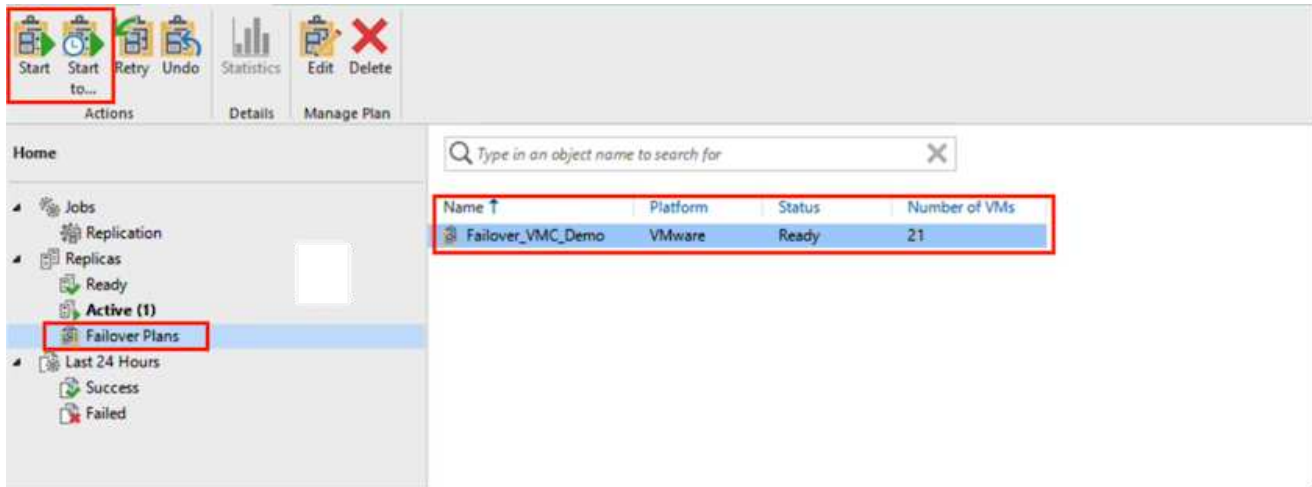 Start Start to... Retry Undo Statistics Edit Delete
Actions Details Manage Plan
Home
Type in an object name to search for
Jobs
Replication
Replicas
Ready
Active (1)
Failover Plans
Last 24 Hours
Success
Failed
Name Platform Status Number of VMs
Failover_VMC_Demo VMware Ready 21